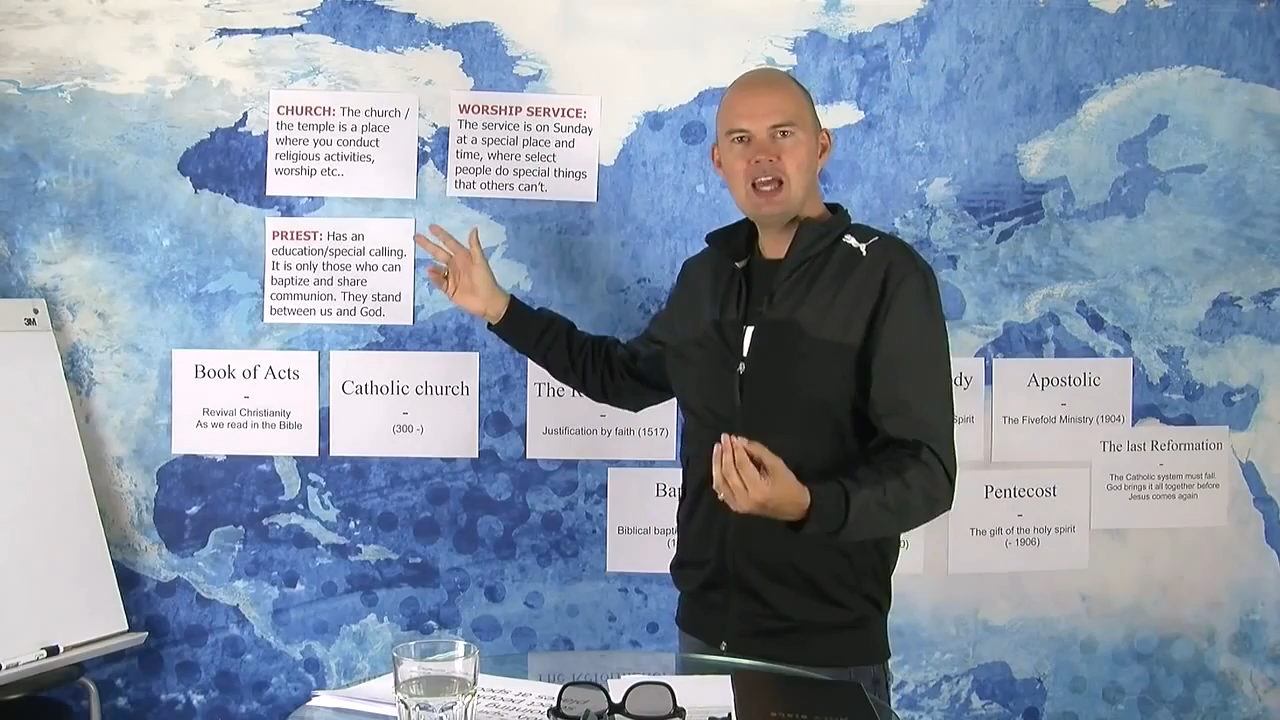 CHURCH: The church /
the temple is a place
where you conduct
religious activities,
worship etc..
WORSHIP SERVICE:
The service is on Sunday
at a special place and
time, where select
people do special things
that others can't.
PRIEST: Has an
education/special calling.
It is only those who can
baptize and share
communion. They stand
between us and God.
3M
Book of Acts
-
Revival Christianity
As we read in the Bible
Catholic church
-
(300 -)
The
-
Justification by faith (1517)
Biblical
Spirit
Apostolic
-
The Fivefold Ministry (1904)
The last Reformation
-
The Catholic system must fall.
God brings it all together before
Jesus comes again
Pentecost
-
The gift of the holy spirit
(- 1906)